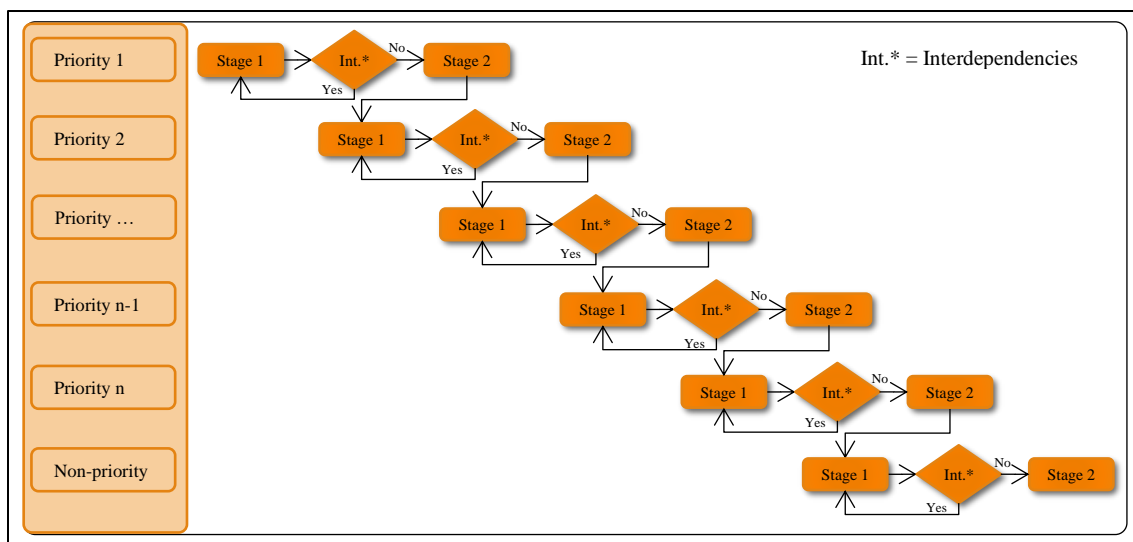 Priority 1
Stage 1
Int.*
No
Stage 2
Yes
Int.* = Interdependencies
Priority 2
Stage 1
Int.*
No
Stage 2
Yes
Priority …
Stage 1
Int.*
No
Stage 2
Yes
Priority n-1
Stage 1
Int.*
No
Stage 2
Yes
Priority n
Stage 1
Int.*
No
Stage 2
Yes
Non-priority
Stage 1
Int.*
No
Stage 2
Yes